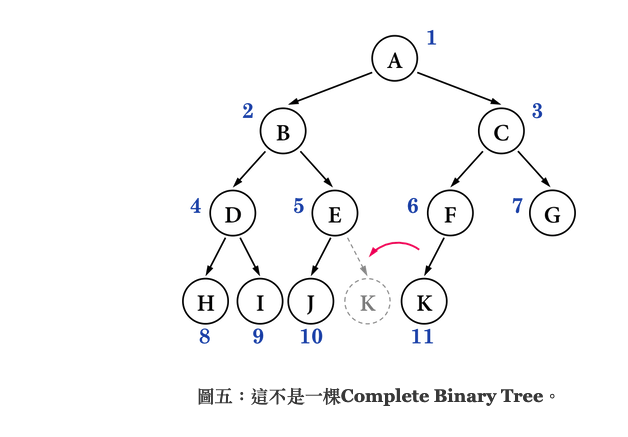 A 1
2 B C 3
4 D 5 E 6 F 7 G
H I J K K
8 9 10 11
圖五：這不是一棵Complete Binary Tree。